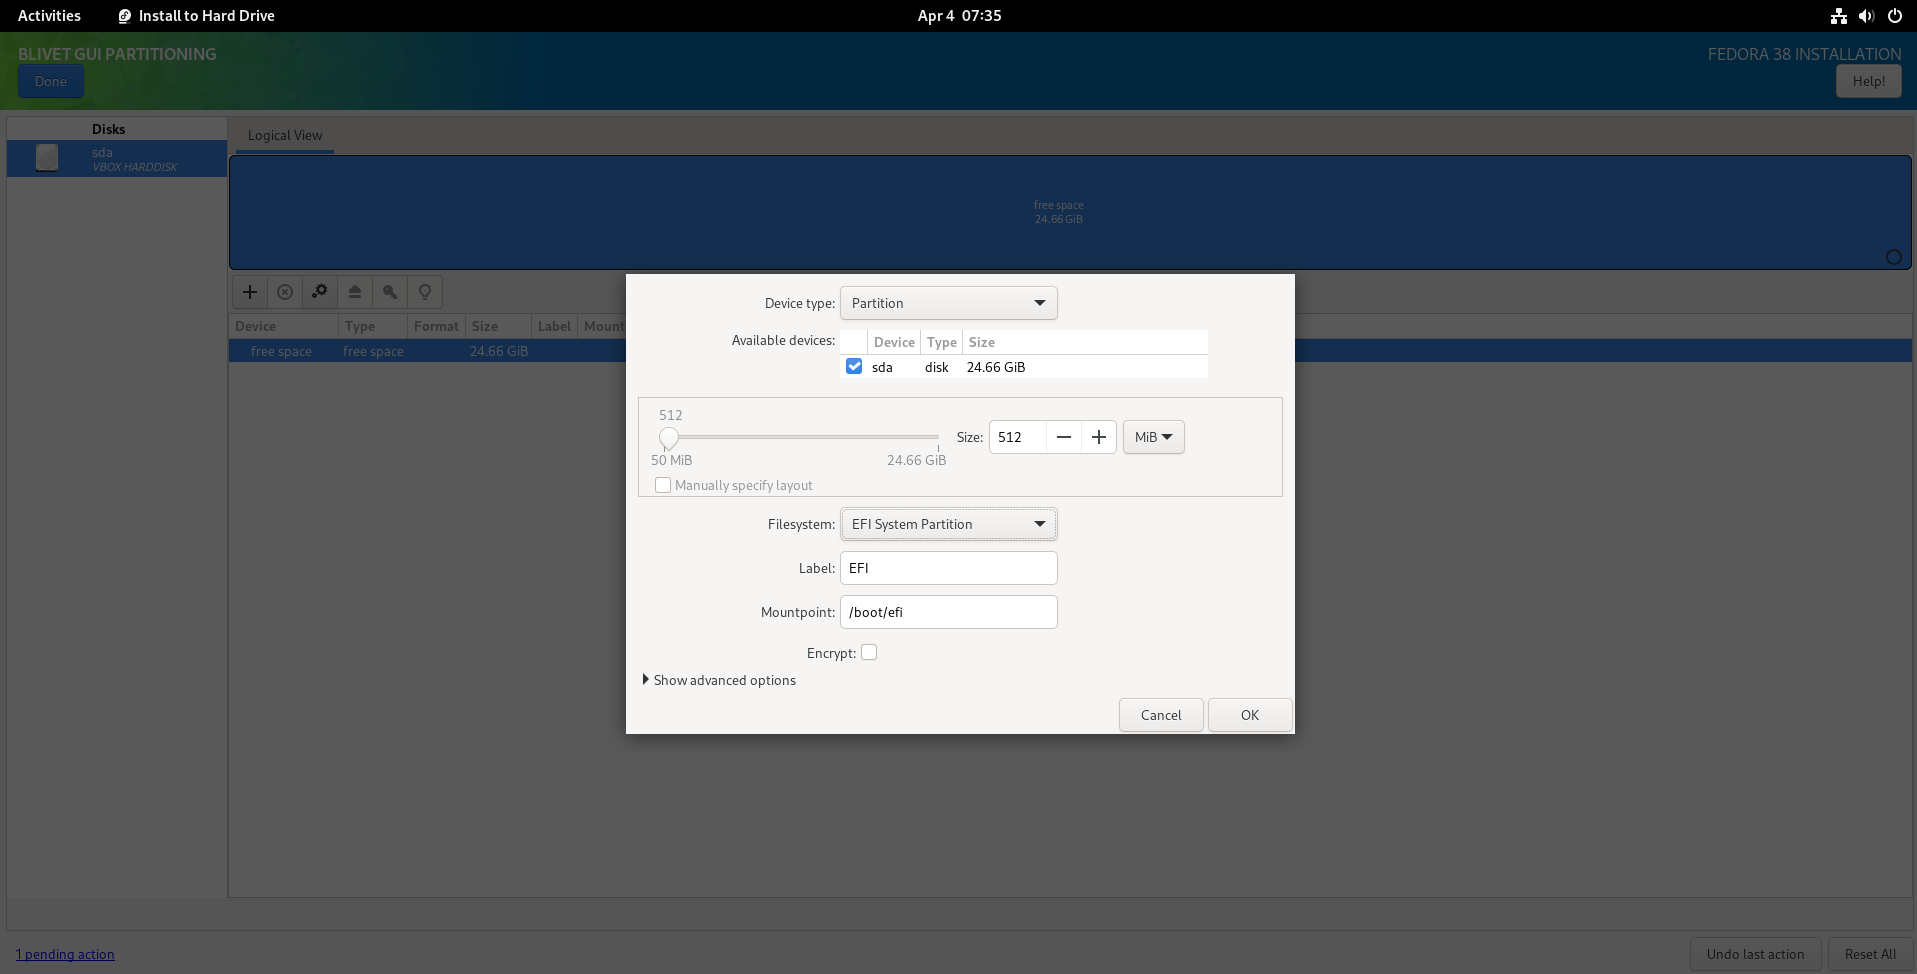 Activities Install to Hard Drive Apr 4 07:35
BLIVET GUI PARTITIONING FEDORA 38 INSTALLATION
Done Help!
Disks
sda
VBOX HARDDISK
Logical View
free space
24.66 GiB
Device Type Format Size Label Mount
free space free space 24.66 GiB
Device type: Partition
Available devices: Device Type Size
sda disk 24.66 GiB
512
Size: 512 MiB
50 MiB 24.66 GiB
Manually specify layout
Filesystem: EFI System Partition
Label: EFI
Mountpoint: /boot/efi
Encrypt:
Show advanced options
Cancel OK
1 pending action Undo last action Reset All